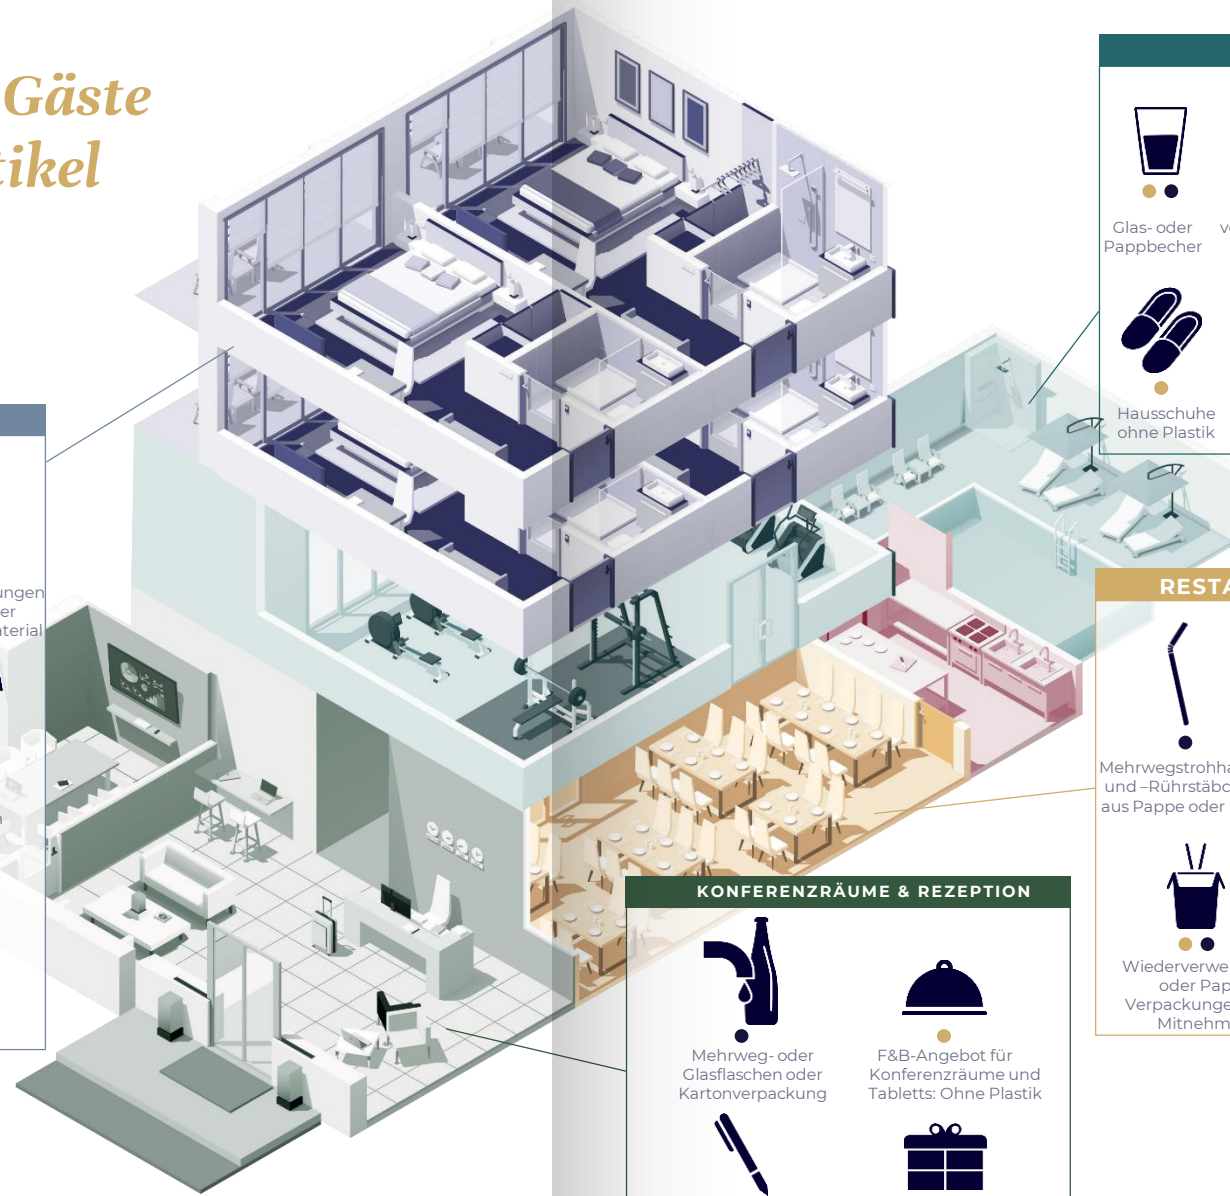 Gäste
tikel
ungen
er
aterial
n
Glas- oder
Pappbecher
v
Hausschuhe
ohne Plastik
RESTA
Mehrwegstrohha
und –Rührstäbc
aus Pappe oder
Wiederverwe
oder Pap
Verpackunge
Mitnehm
KONFERENZRÄUME & REZEPTION
Mehrweg- oder
Glasflaschen oder
Kartonverpackung
F&B-Angebot für
Konferenzräume und
Tabletts: Ohne Plastik